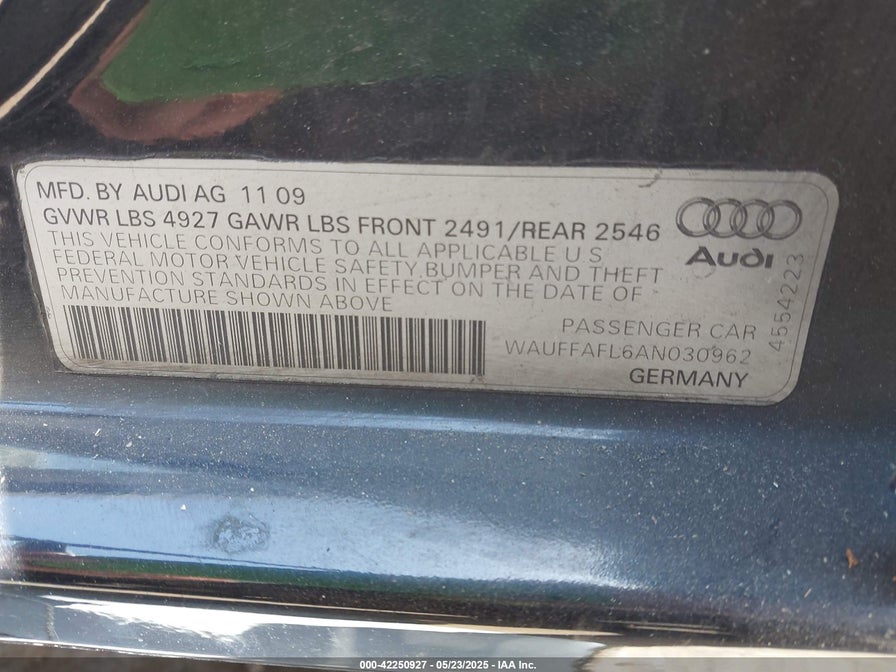 MFD. BY AUDI AG 11 09
GVWR LBS 4927 GAWR LBS FRONT 2491/REAR 2546
THIS VEHICLE CONFORMS TO ALL APPLICABLE U S
FEDERAL MOTOR VEHICLE SAFETY, BUMPER AND THEFT
PREVENTION STANDARDS IN EFFECT ON THE DATE OF
MANUFACTURE SHOWN ABOVE
Audi
4554223
PASSENGER CAR
WAUFFAFL6AN030962
GERMANY
000-42250927 - 05/23/2025 - IAA Inc.